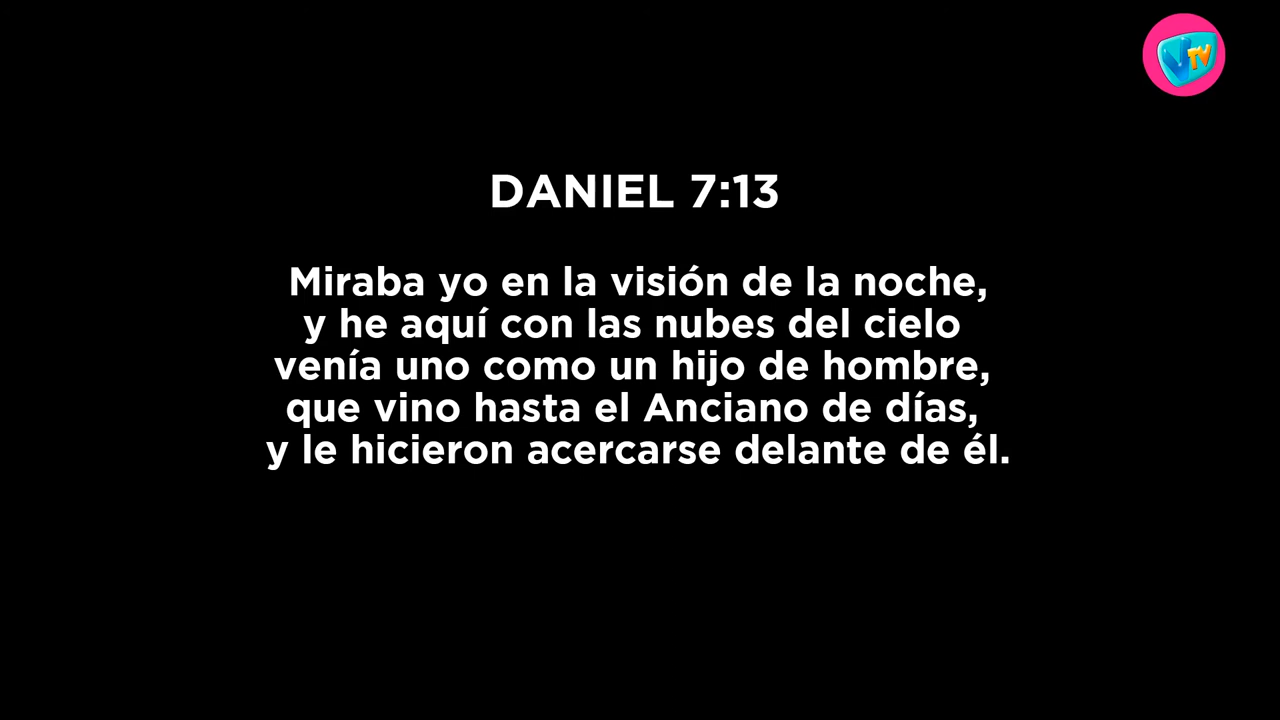 TV
DANIEL 7:13
Miraba yo en la visión de la noche,
y he aquí con las nubes del cielo
venía uno como un hijo de hombre,
que vino hasta el Anciano de días,
y le hicieron acercarse delante de él.